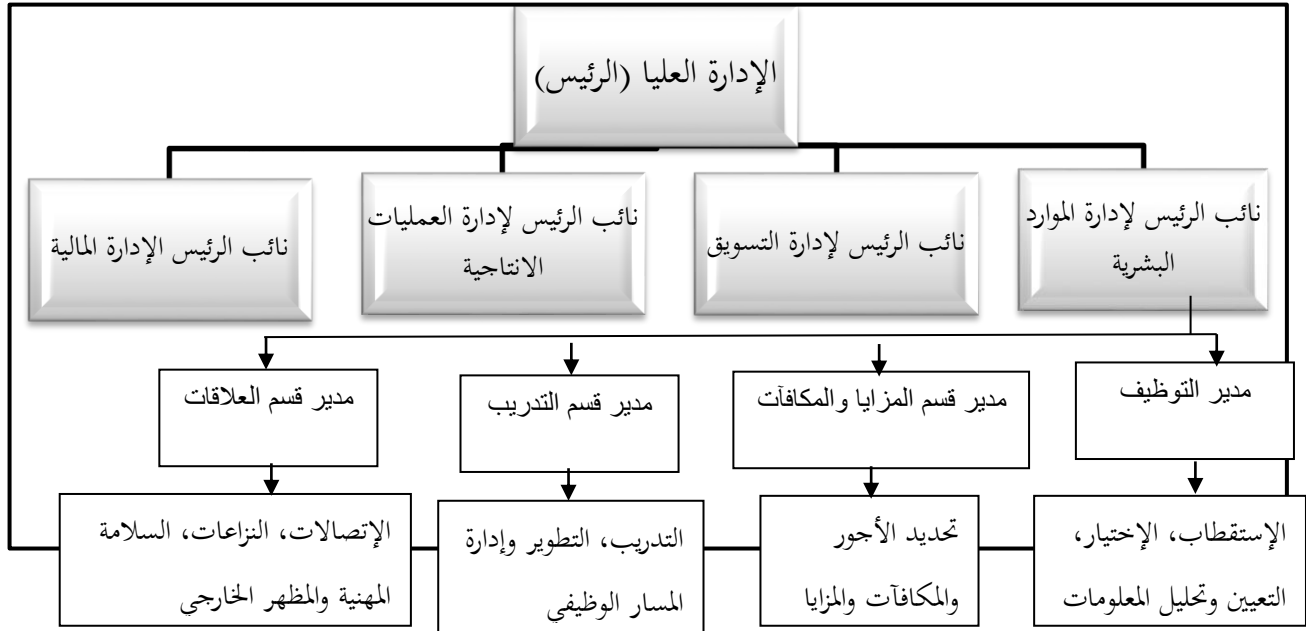 الإدارة العليا (الرئيس)
نائب الرئيس لإدارة الموارد
البشرية
نائب الرئيس لإدارة التسويق
نائب الرئيس لإدارة العمليات
الانتاجية
نائب الرئيس الإدارة المالية
مدير التوظيف
مدير قسم المزايا والمكافآت
مدير قسم التدريب
مدير قسم العلاقات
الإستقطاب، الإختيار،
التعيين وتحليل المعلومات
تحديد الأجور
والمكافآت والمزايا
التدريب، التطوير وإدارة
المسار الوظيفي
الإتصالات، النزاعات، السلامة
المهنية والمظهر الخارجي